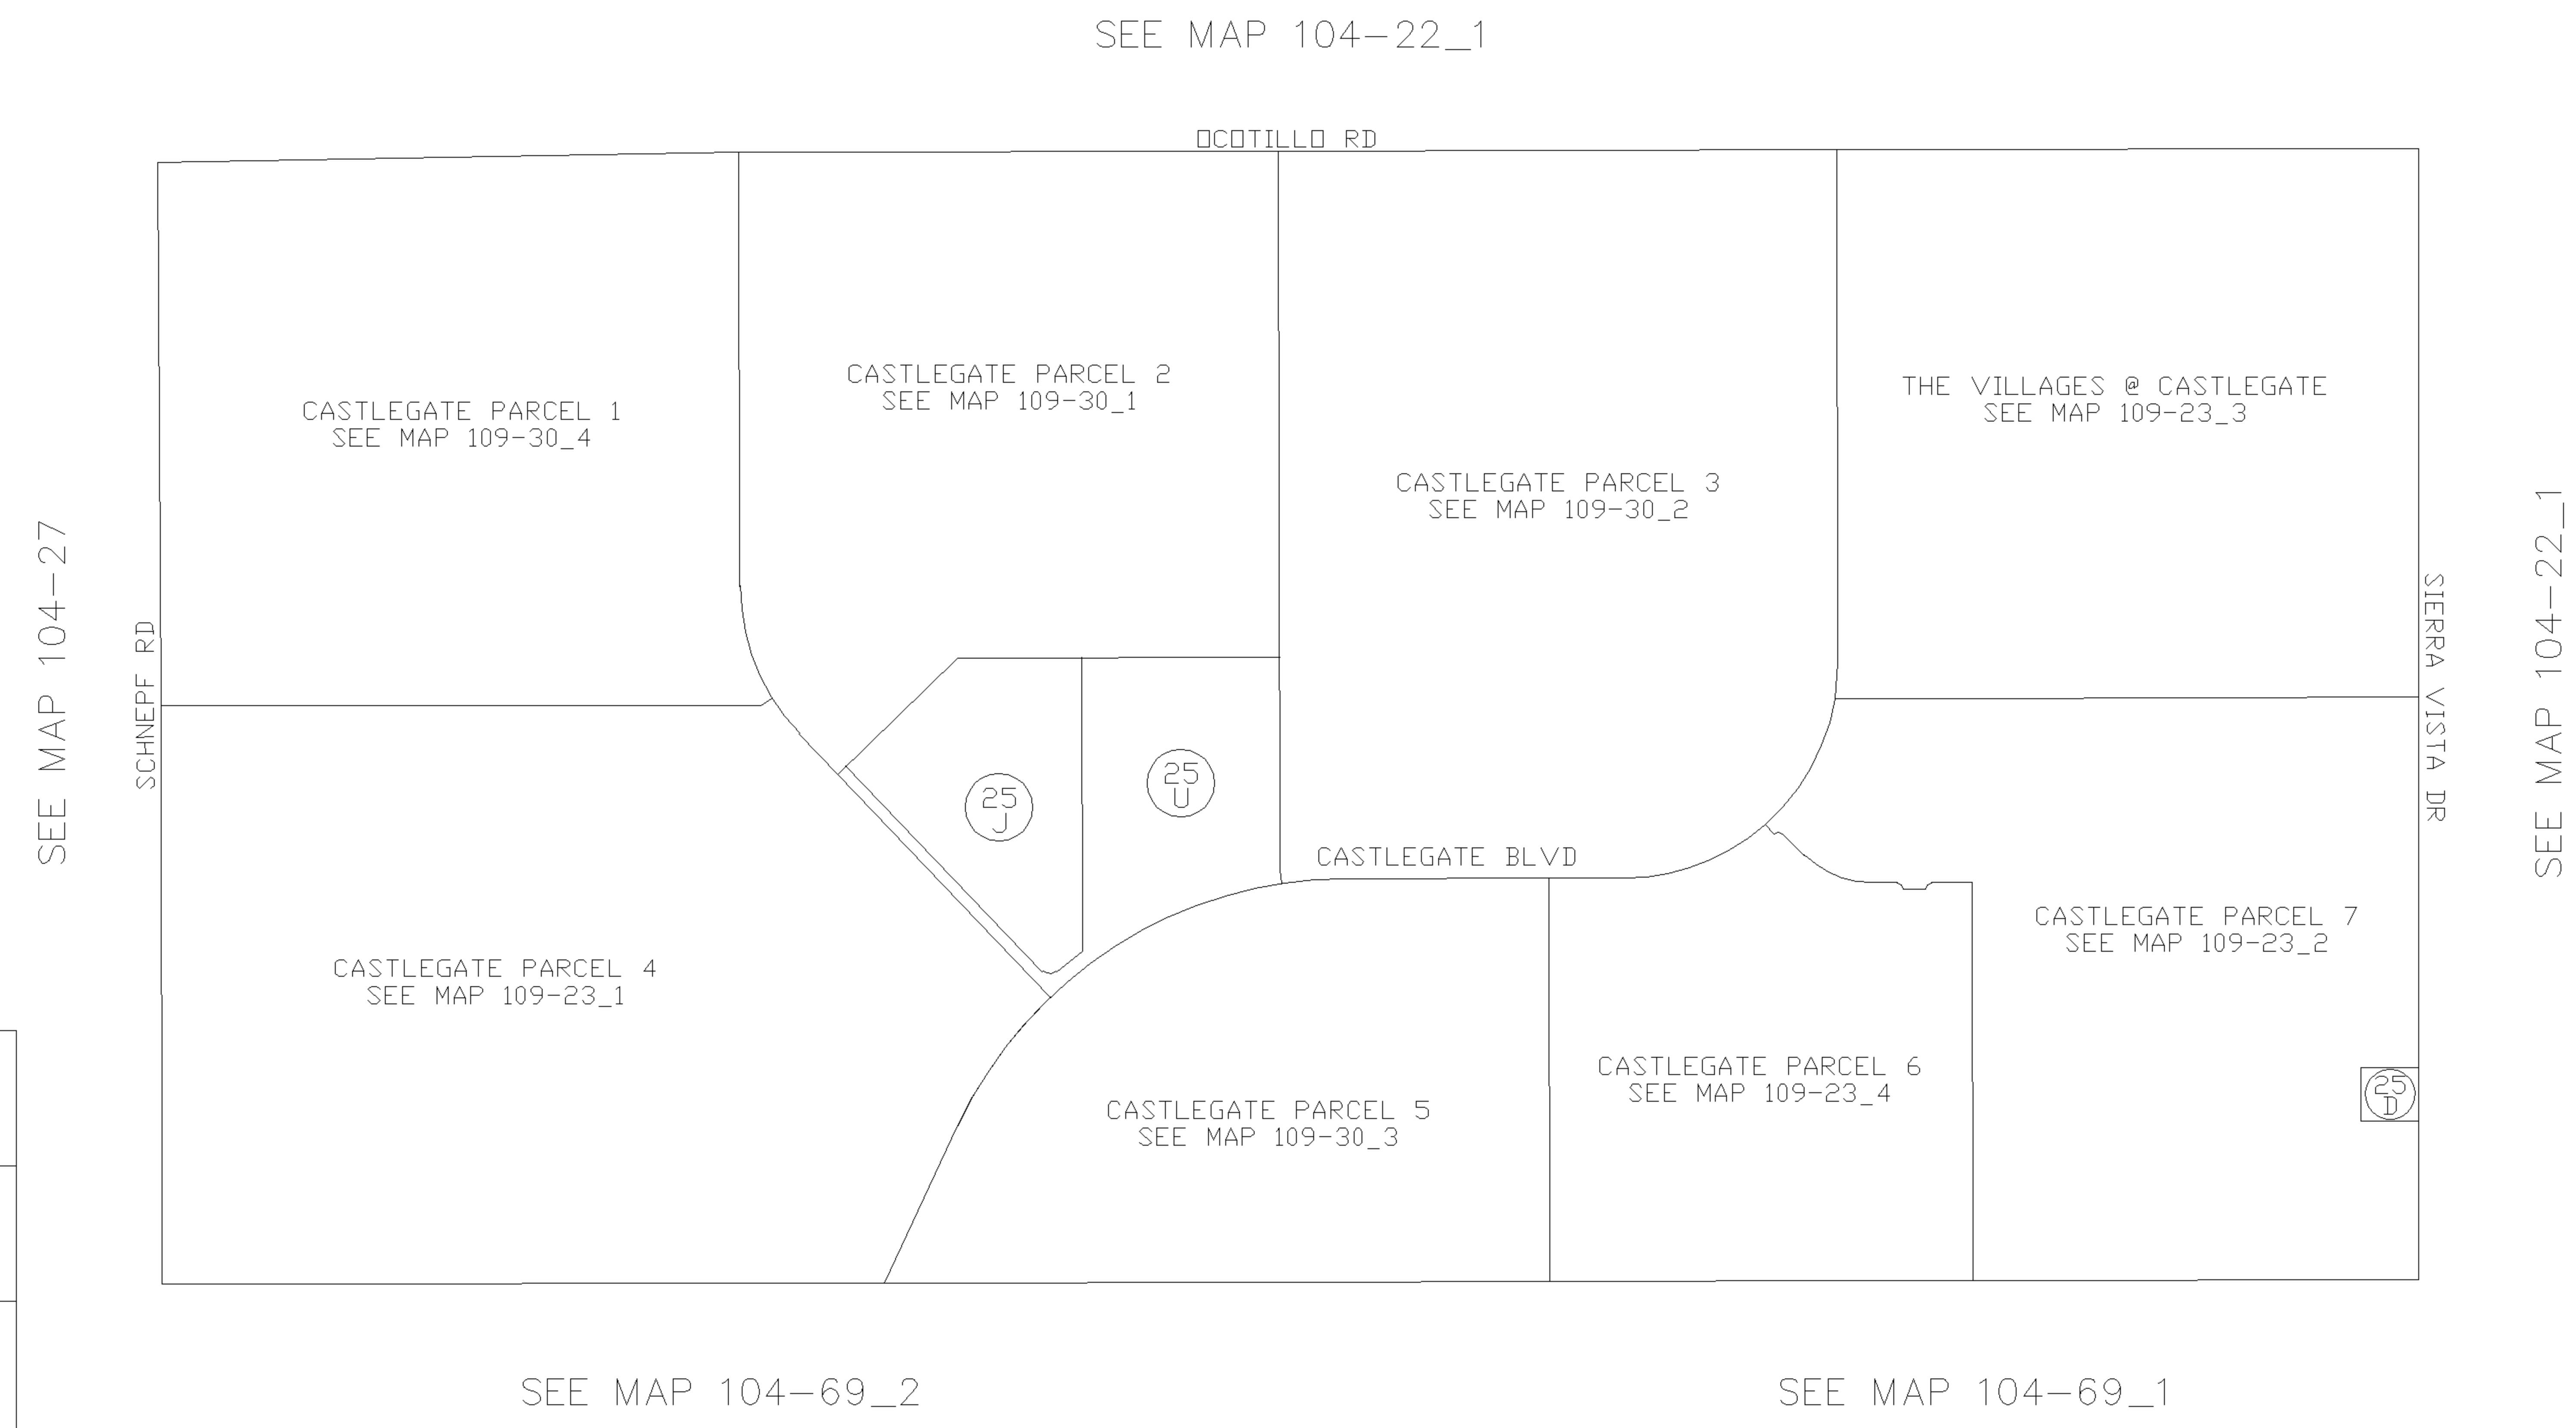 SEE MAP 104-22_1
OCOTILLO RD
CASTLEGATE PARCEL 1
SEE MAP 109-30_4
CASTLEGATE PARCEL 2
SEE MAP 109-30_1
CASTLEGATE PARCEL 3
SEE MAP 109-30_2
THE VILLAGES @ CASTLEGATE
SEE MAP 109-23_3
SEE MAP 104-27
SCHNEPF RD
25
J
25
U
CASTLEGATE BLVD
SIERRA VISTA DR
SEE MAP 104-22_1
CASTLEGATE PARCEL 4
SEE MAP 109-23_1
CASTLEGATE PARCEL 5
SEE MAP 109-30_3
CASTLEGATE PARCEL 6
SEE MAP 109-23_4
CASTLEGATE PARCEL 7
SEE MAP 109-23_2
25
D
SEE MAP 104-69_2
SEE MAP 104-69_1